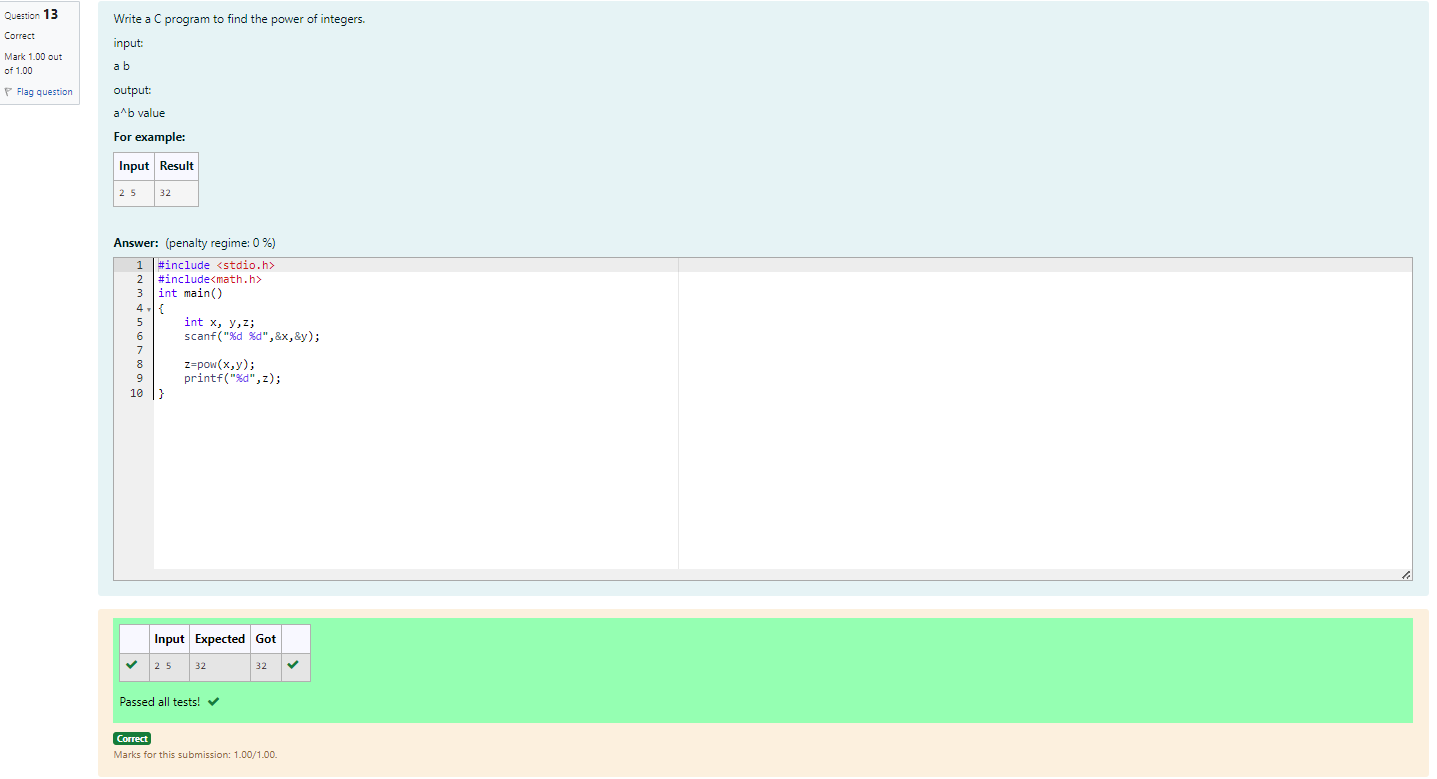 Question 13
Correct
Mark 1.00 out
of 1.00
Flag question
Write a C program to find the power of integers.
input:
a b
output:
a^b value
For example:
Input Result
2 5 32
Answer: (penalty regime: 0 %)
1 #include <stdio.h>
2 #include<math.h>
3 int main()
4 {
5 int x, y,z;
6 scanf("%d %d",&x,&y);
7
8 z=pow(x,y);
9 printf("%d",z);
10 }
Input Expected Got
2 5 32 32
Passed all tests!
Correct
Marks for this submission: 1.00/1.00.